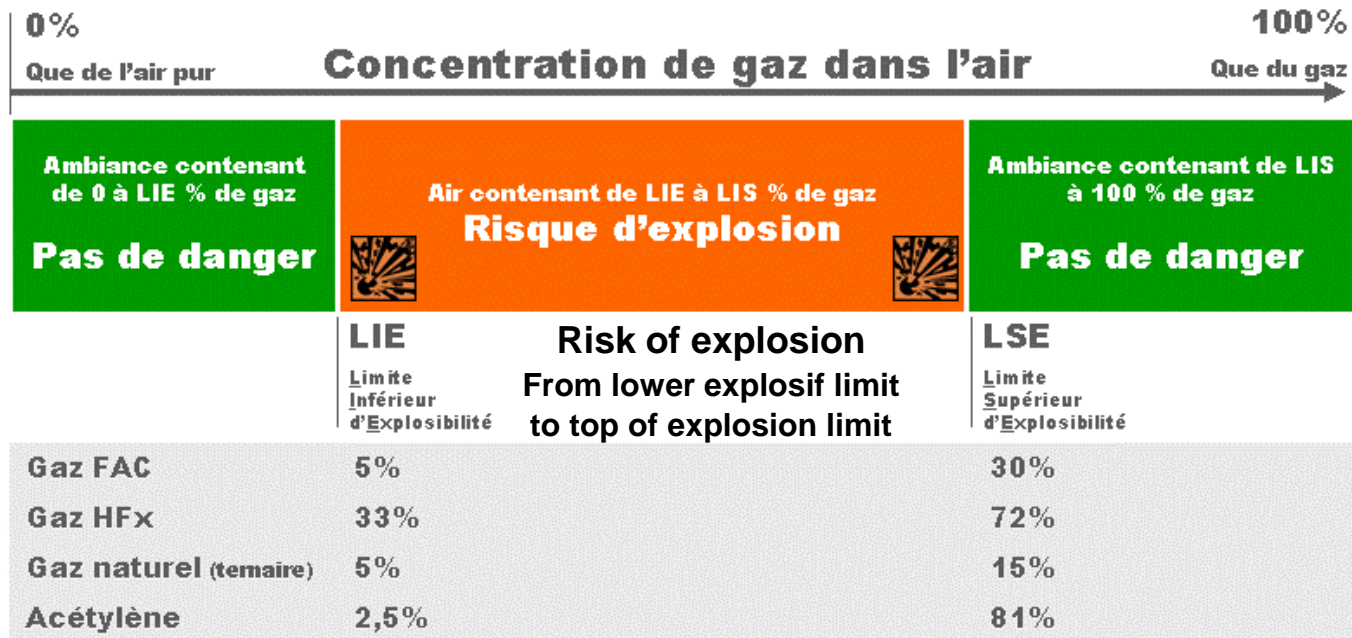 0% 100%
Que de l'air pur Concentration de gaz dans l'air Que du gaz
Ambiance contenant
de 0 à LIE % de gaz
Pas de danger
Air contenant de LIE à LIS % de gaz
Risque d'explosion
Ambiance contenant de LIS
à 100 % de gaz
Pas de danger
LIE
Limite
Inférieur
d'Explosibilité
Risk of explosion
From lower explosif limit
to top of explosion limit
LSE
Limite
Supérieur
d'Explosibilité
Gaz FAC 5% 30%
Gaz HFx 33% 72%
Gaz naturel (ternaire) 5% 15%
Acétylène 2,5% 81%